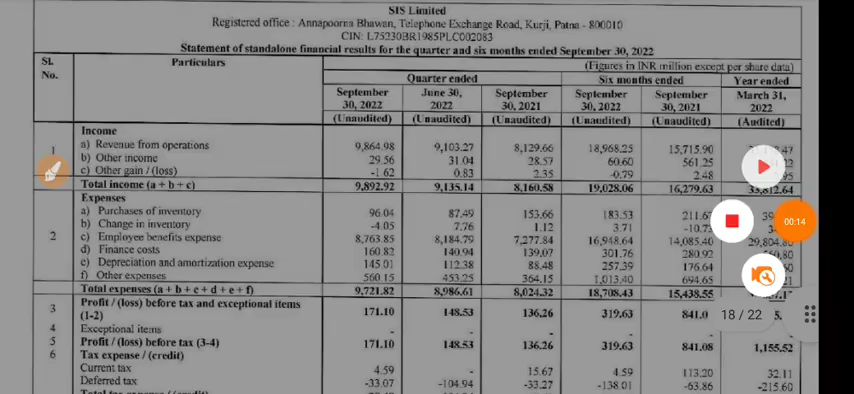 SIS Limited
Registered office : Annapoorna Bhawan, Telephone Exchange Road, Kurji, Patna - 800010
CIN: L75230BR1985PLC002083
Statement of standalone financial results for the quarter and six months ended September 30, 2022
(Figures in INR million except per share data)
Sl. No. Particulars Quarter ended Six months ended Year ended
September 30, 2022 June 30, 2022 September 30, 2021 September 30, 2022 September 30, 2021 March 31, 2022
(Unaudited) (Unaudited) (Unaudited) (Unaudited) (Unaudited) (Audited)
1 Income
a) Revenue from operations 9,864.98 9,103.27 8,129.66 18,968.25 15,715.90
b) Other income 29.56 31.04 28.57 60.60 561.25
c) Other gain / (loss) -1.62 0.83 2.35 -0.79 2.48
Total income (a + b + c) 9,892.92 9,135.14 8,160.58 19,028.06 16,279.63 33,812.64
2 Expenses
a) Purchases of inventory 96.04 87.49 153.66 183.53
b) Change in inventory -4.05 7.76 1.12 3.71
c) Employee benefits expense 8,763.85 8,184.79 7,277.84 16,948.64 14,085.40 29,804.80
d) Finance costs 160.82 140.94 139.07 301.76 280.92
e) Depreciation and amortization expense 145.01 112.38 88.48 257.39 176.64
f) Other expenses 560.15 453.25 364.15 1,013.40 694.65
Total expenses (a + b + c + d + e + f) 9,721.82 8,986.61 8,024.32 18,708.43 15,438.55
3 Profit / (loss) before tax and exceptional items (1-2) 171.10 148.53 136.26 319.63 841.0
4 Exceptional items - - - - -
5 Profit / (loss) before tax (3-4) 171.10 148.53 136.26 319.63 841.08 1,155.52
6 Tax expense / (credit)
Current tax 4.59 - 15.67 4.59 113.20 32.11
Deferred tax -33.07 -104.94 -33.27 -138.01 -63.86 -215.60
00:14
18 / 22